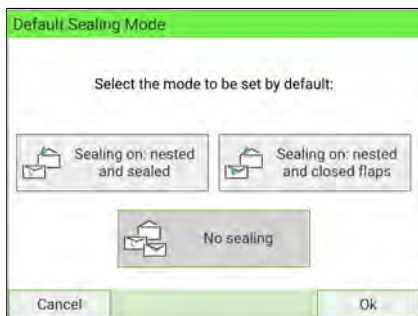 Default Sealing Mode
Select the mode to be set by default:
Sealing on: nested
and sealed
Sealing on: nested
and closed flaps
No sealing
Cancel
Ok